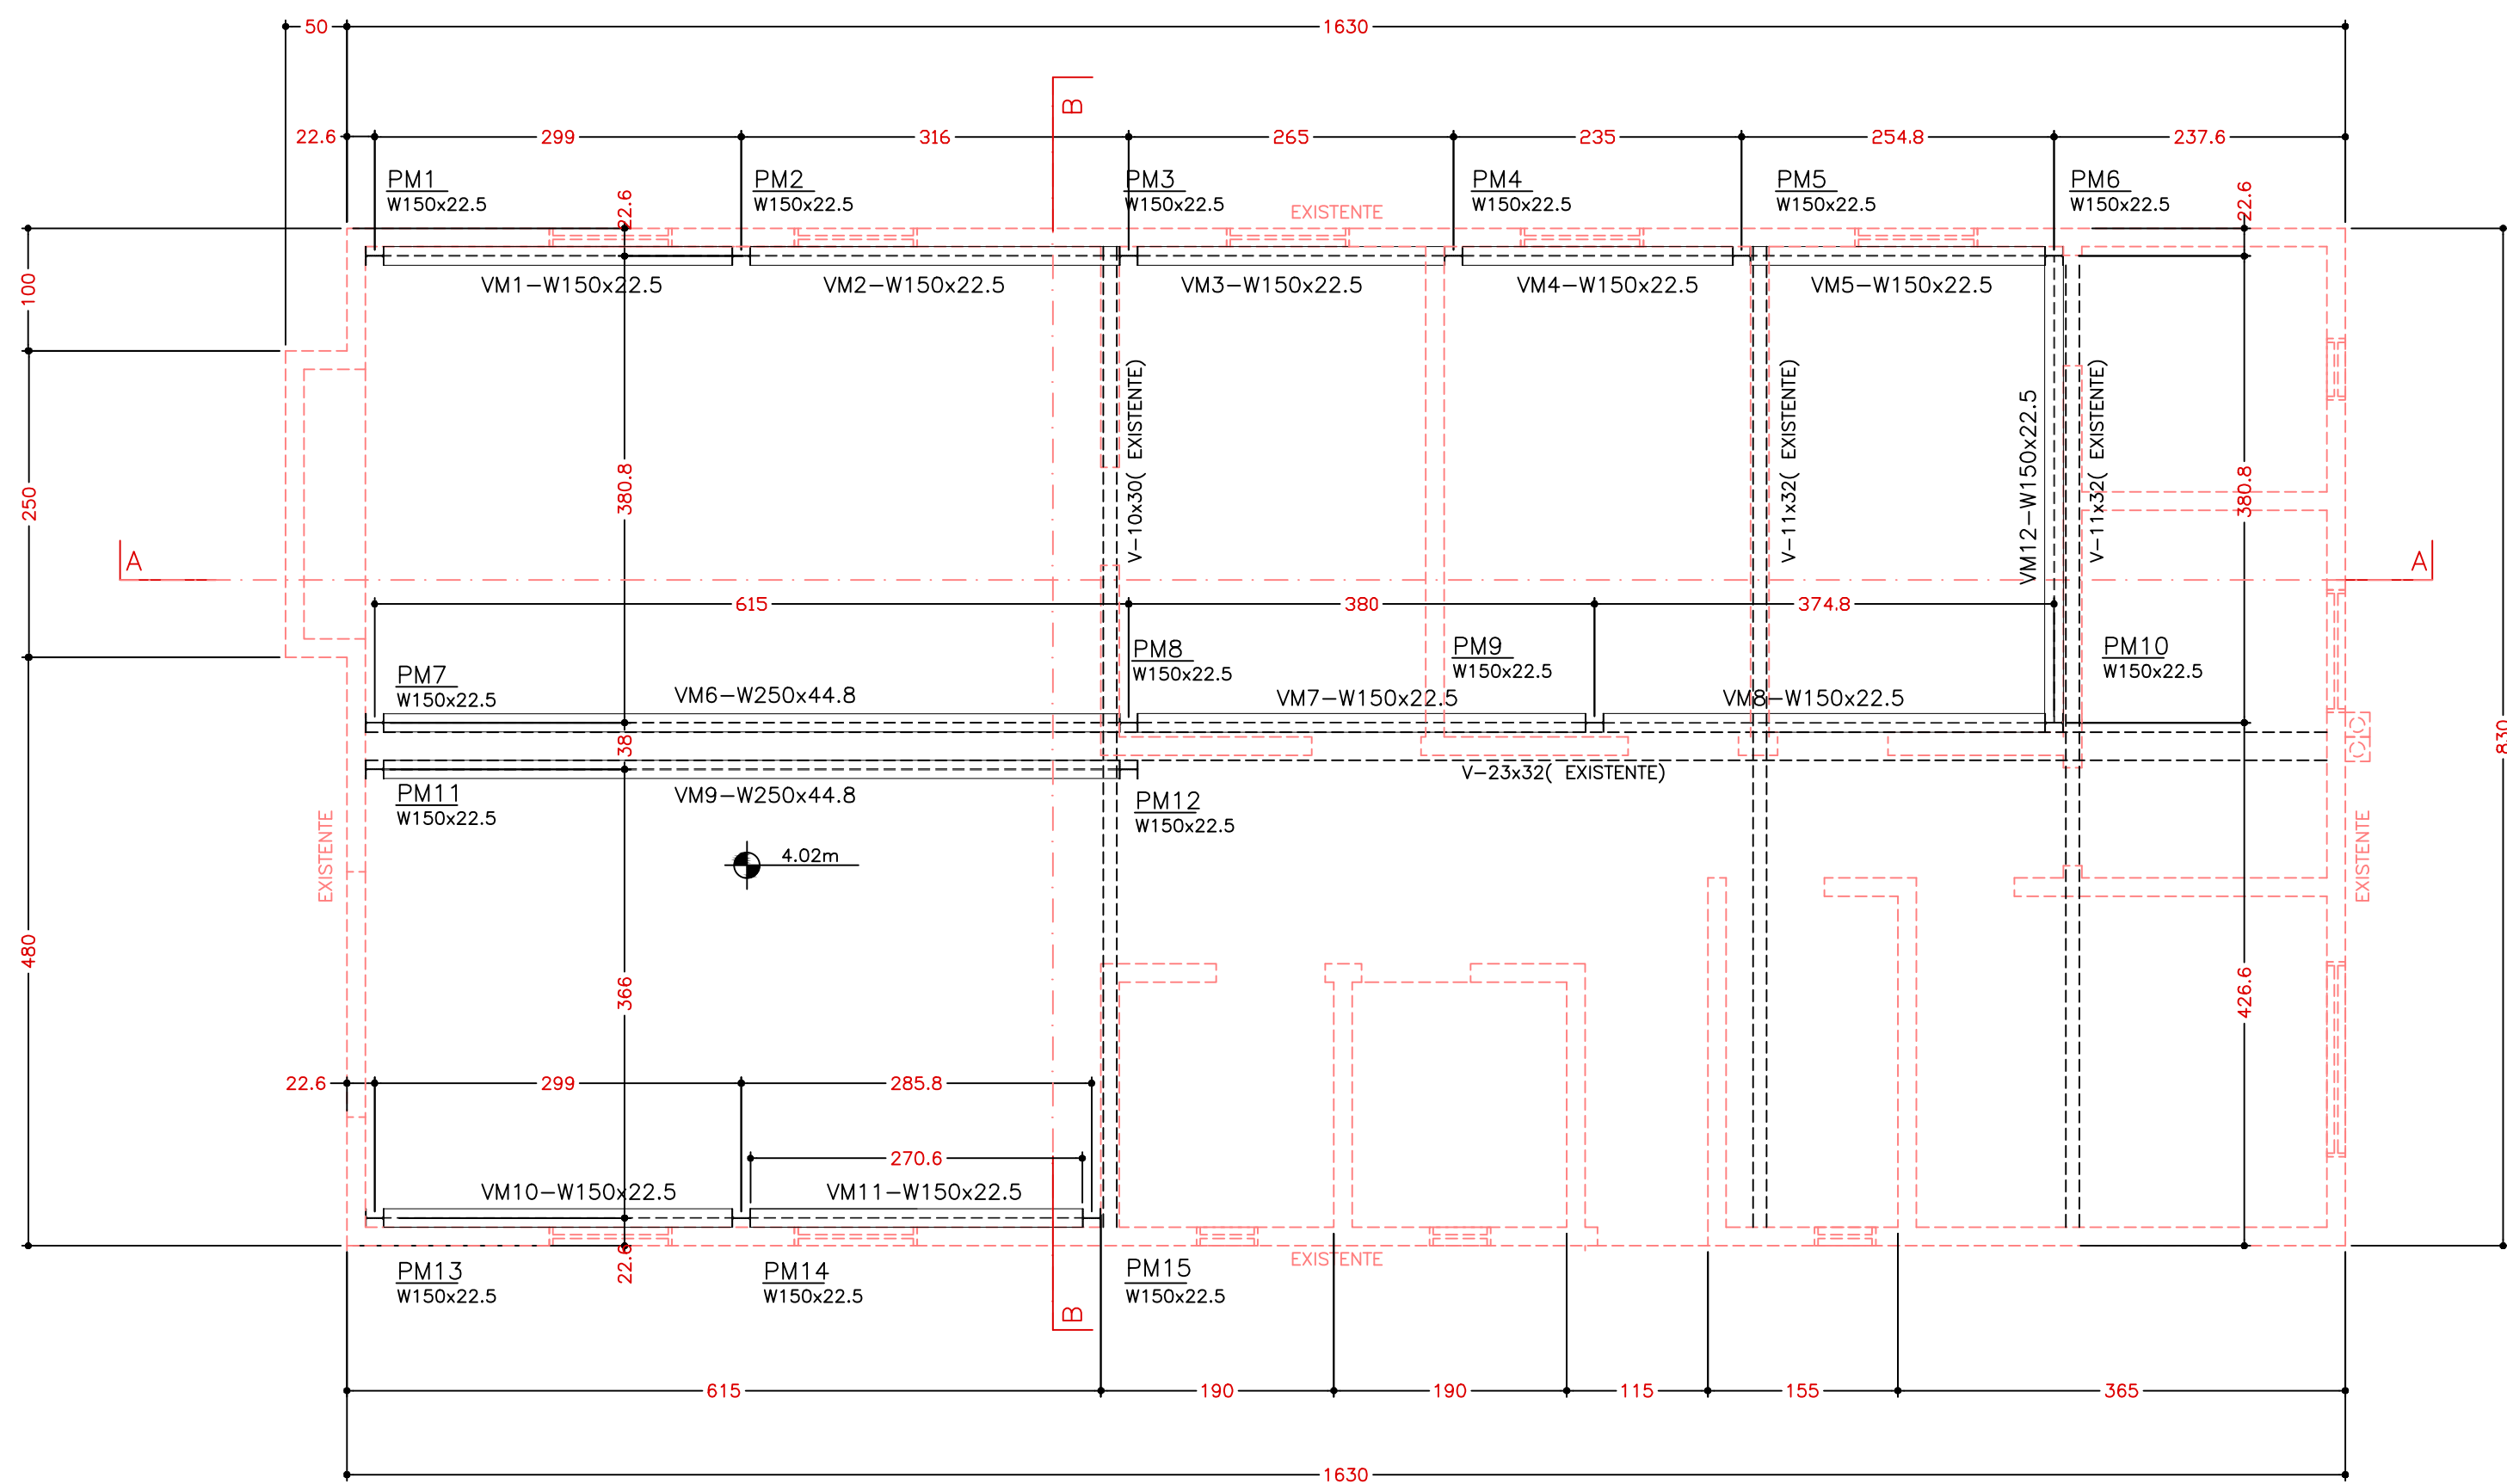 50
1630
B
22.6
299
316
265
235
254.8
237.6
PM1
W150x22.5
PM2
W150x22.5
PM3
W150x22.5
PM4
W150x22.5
PM5
W150x22.5
PM6
W150x22.5
22.6
22.6
EXISTENTE
100
VM1-W150x22.5
VM2-W150x22.5
VM3-W150x22.5
VM4-W150x22.5
VM5-W150x22.5
250
380.8
V-10x30( EXISTENTE)
V-11x32( EXISTENTE)
VM12-W150x22.5
V-11x32( EXISTENTE)
380.8
A
A
615
380
374.8
PM7
W150x22.5
VM6-W250x44.8
PM8
W150x22.5
PM9
W150x22.5
VM7-W150x22.5
VM8-W150x22.5
PM10
W150x22.5
38
830
V-23x32( EXISTENTE)
PM11
W150x22.5
VM9-W250x44.8
PM12
W150x22.5
EXISTENTE
4.02m
EXISTENTE
480
366
426.6
22.6
299
285.8
270.6
VM10-W150x22.5
VM11-W150x22.5
22.6
EXISTENTE
PM13
W150x22.5
PM14
W150x22.5
PM15
W150x22.5
B
615
190
190
115
155
365
1630